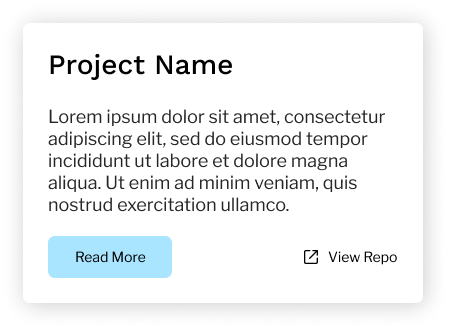 Project Name
Lorem ipsum dolor sit amet, consectetur
adipiscing elit, sed do eiusmod tempor
incididunt ut labore et dolore magna
aliqua. Ut enim ad minim veniam, quis
nostrud exercitation ullamco.
Read More
View Repo